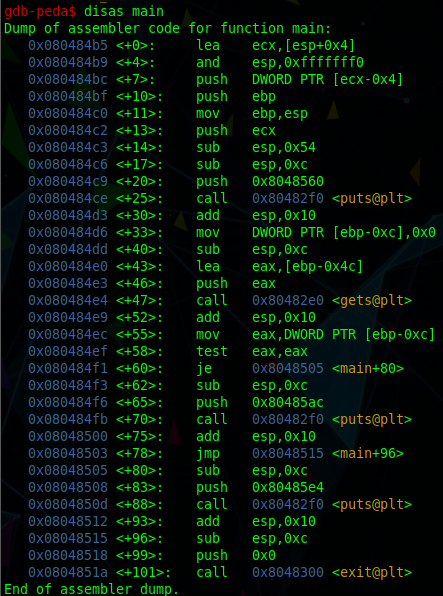 gdb-peda$ disas main
Dump of assembler code for function main:
0x080484b5 <+0>: lea ecx,[esp+0x4]
0x080484b9 <+4>: and esp,0xfffffff0
0x080484bc <+7>: push DWORD PTR [ecx-0x4]
0x080484bf <+10>: push ebp
0x080484c0 <+11>: mov ebp,esp
0x080484c2 <+13>: push ecx
0x080484c3 <+14>: sub esp,0x54
0x080484c6 <+17>: sub esp,0xc
0x080484c9 <+20>: push 0x8048560
0x080484ce <+25>: call 0x80482f0 <puts@plt>
0x080484d3 <+30>: add esp,0x10
0x080484d6 <+33>: mov DWORD PTR [ebp-0xc],0x0
0x080484dd <+40>: sub esp,0xc
0x080484e0 <+43>: lea eax,[ebp-0x4c]
0x080484e3 <+46>: push eax
0x080484e4 <+47>: call 0x80482e0 <gets@plt>
0x080484e9 <+52>: add esp,0x10
0x080484ec <+55>: mov eax,DWORD PTR [ebp-0xc]
0x080484ef <+58>: test eax,eax
0x080484f1 <+60>: je 0x8048505 <main+80>
0x080484f3 <+62>: sub esp,0xc
0x080484f6 <+65>: push 0x80485ac
0x080484fb <+70>: call 0x80482f0 <puts@plt>
0x08048500 <+75>: add esp,0x10
0x08048503 <+78>: jmp 0x8048515 <main+96>
0x08048505 <+80>: sub esp,0xc
0x08048508 <+83>: push 0x80485e4
0x0804850d <+88>: call 0x80482f0 <puts@plt>
0x08048512 <+93>: add esp,0x10
0x08048515 <+96>: sub esp,0xc
0x08048518 <+99>: push 0x0
0x0804851a <+101>: call 0x8048300 <exit@plt>
End of assembler dump.